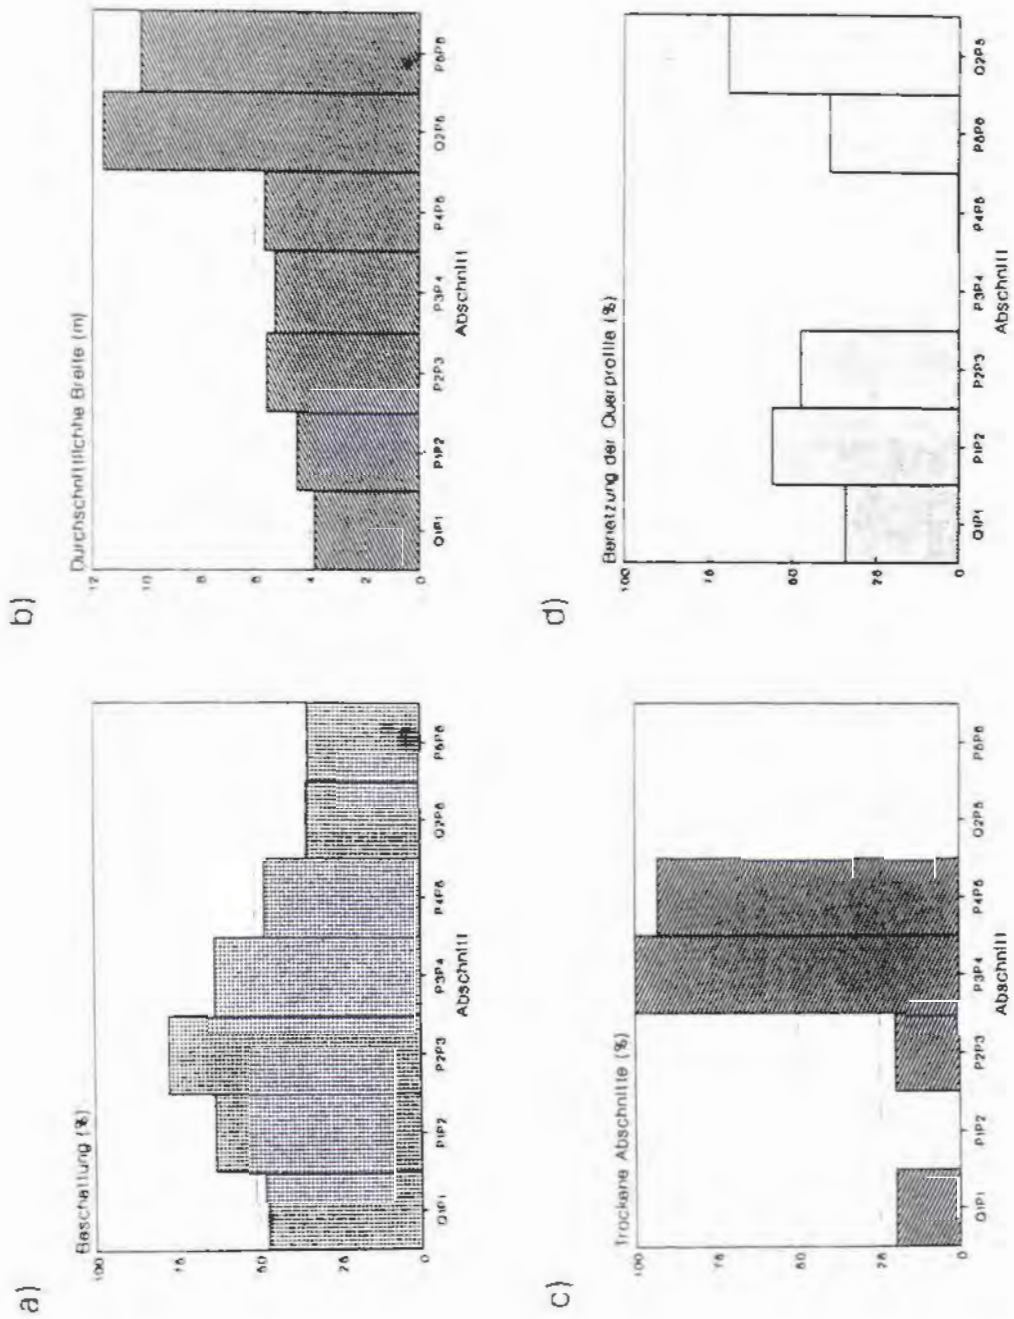 a)
Beschattung (%)
100
75
50
25
0
Q1P1 P1P2 P2P3 P3P4 P4P5 Q2P5 P5P6
Abschnitt
b)
Durchschnittlichhe Breite (m)
12
10
8
6
4
2
0
Q1P1 P1P2 P2P3 P3P4 P4P5 Q2P5 P5P6
Abschnitt
c)
Trockene Abschnitte (%)
100
75
25
0
Q1P1 P1P2 P2P3 P3P4 P4P5 Q2P5 P5P6
Abschnitt
d)
Benetzung der Querprofile (%)
100
75
50
25
0
Q1P1 P1P2 P2P3 P3P4 P4P5 P5P6 Q2P5
Abschnitt